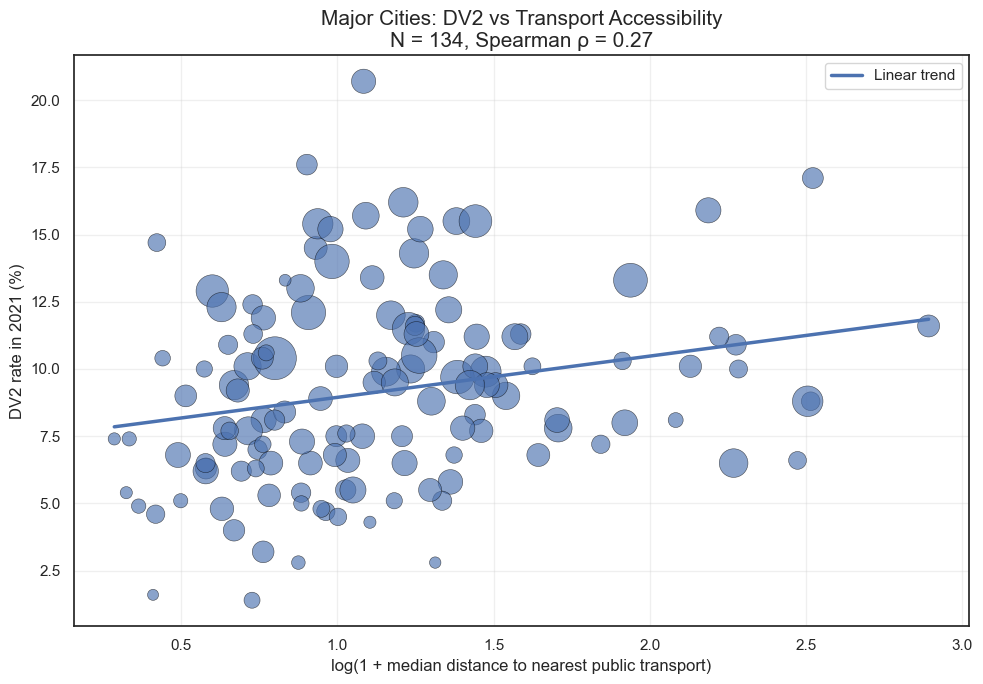 Major Cities: DV2 vs Transport Accessibility
N = 134, Spearman ρ = 0.27
Linear trend
DV2 rate in 2021 (%)
20.0
17.5
15.0
12.5
10.0
7.5
5.0
2.5
0.5 1.0 1.5 2.0 2.5 3.0
log(1 + median distance to nearest public transport)